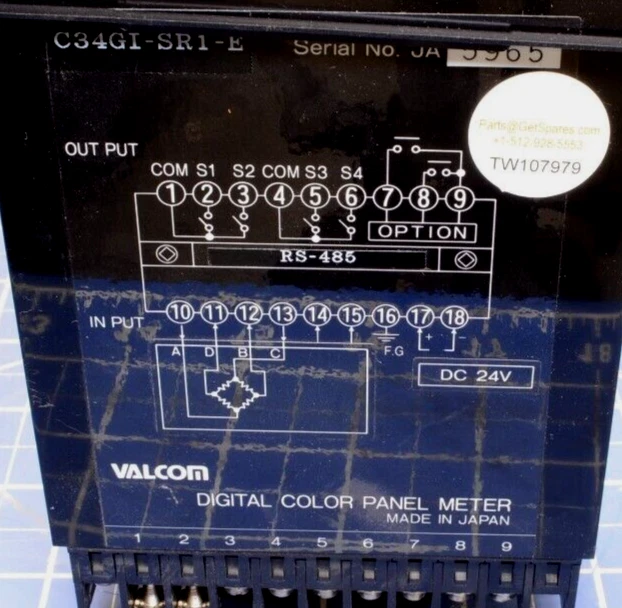 C34GI-SR1-E
Serial No. JA 5965
Parts@GetSpares.com
+1-512-928-5553
TW107979
OUT PUT
COM S1 S2 COM S3 S4
1 2 3 4 5 6 7 8 9
OPTION
RS-485
10 11 12 13 14 15 16 17 18
IN PUT
A D B C F.G + -
DC 24V
VALCOM
DIGITAL COLOR PANEL METER
MADE IN JAPAN
1 2 3 4 5 6 7 8 9